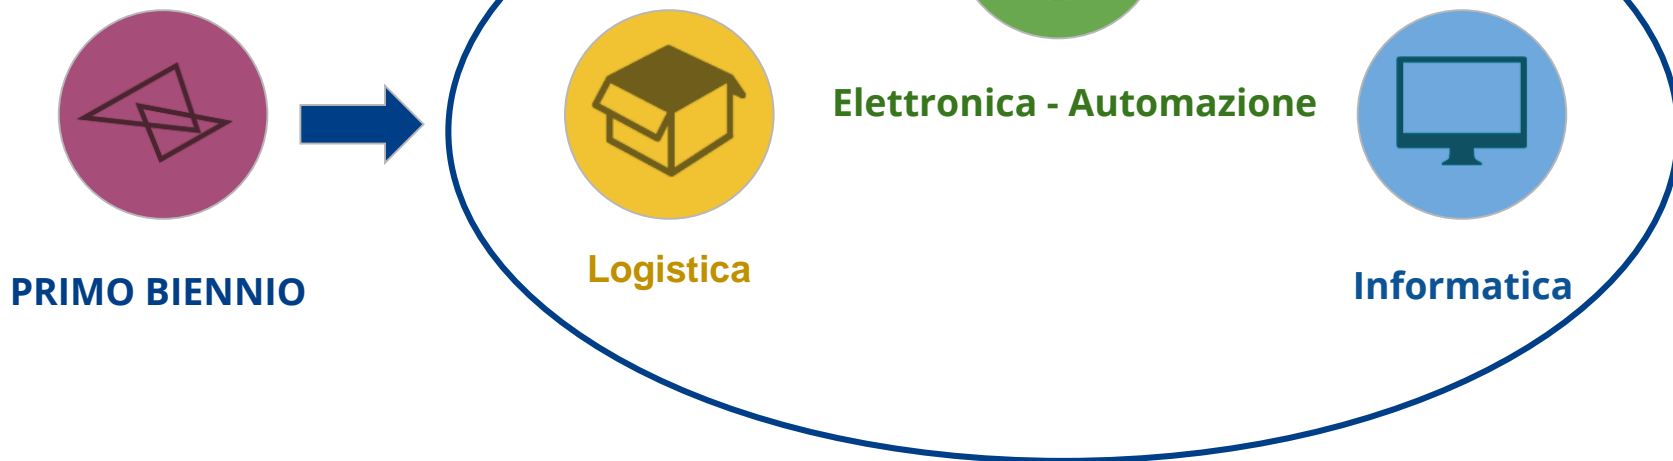 Elettronica - Automazione
PRIMO BIENNIO
Logistica
Informatica